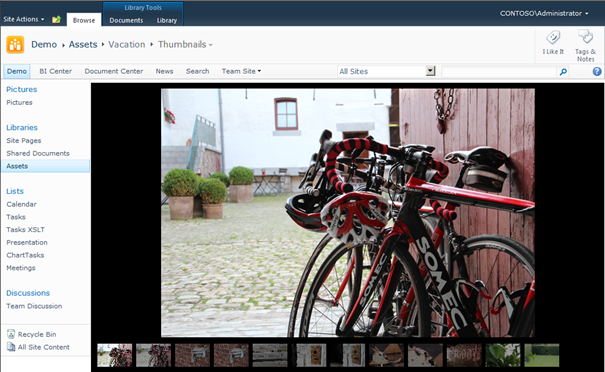 Library Tools
Site Actions
Browse
Documents
Library
CONTOSO\Administrator
Demo
Assets
Vacation
Thumbnails
I Like It
Tags &
Notes
Demo
BI Center
Document Center
News
Search
Team Site
All Sites
Pictures
Pictures
Libraries
Site Pages
Shared Documents
Assets
Lists
Calendar
Tasks
Tasks XSLT
Presentation
ChartTasks
Meetings
Discussions
Team Discussion
Recycle Bin
All Site Content
SOMEC